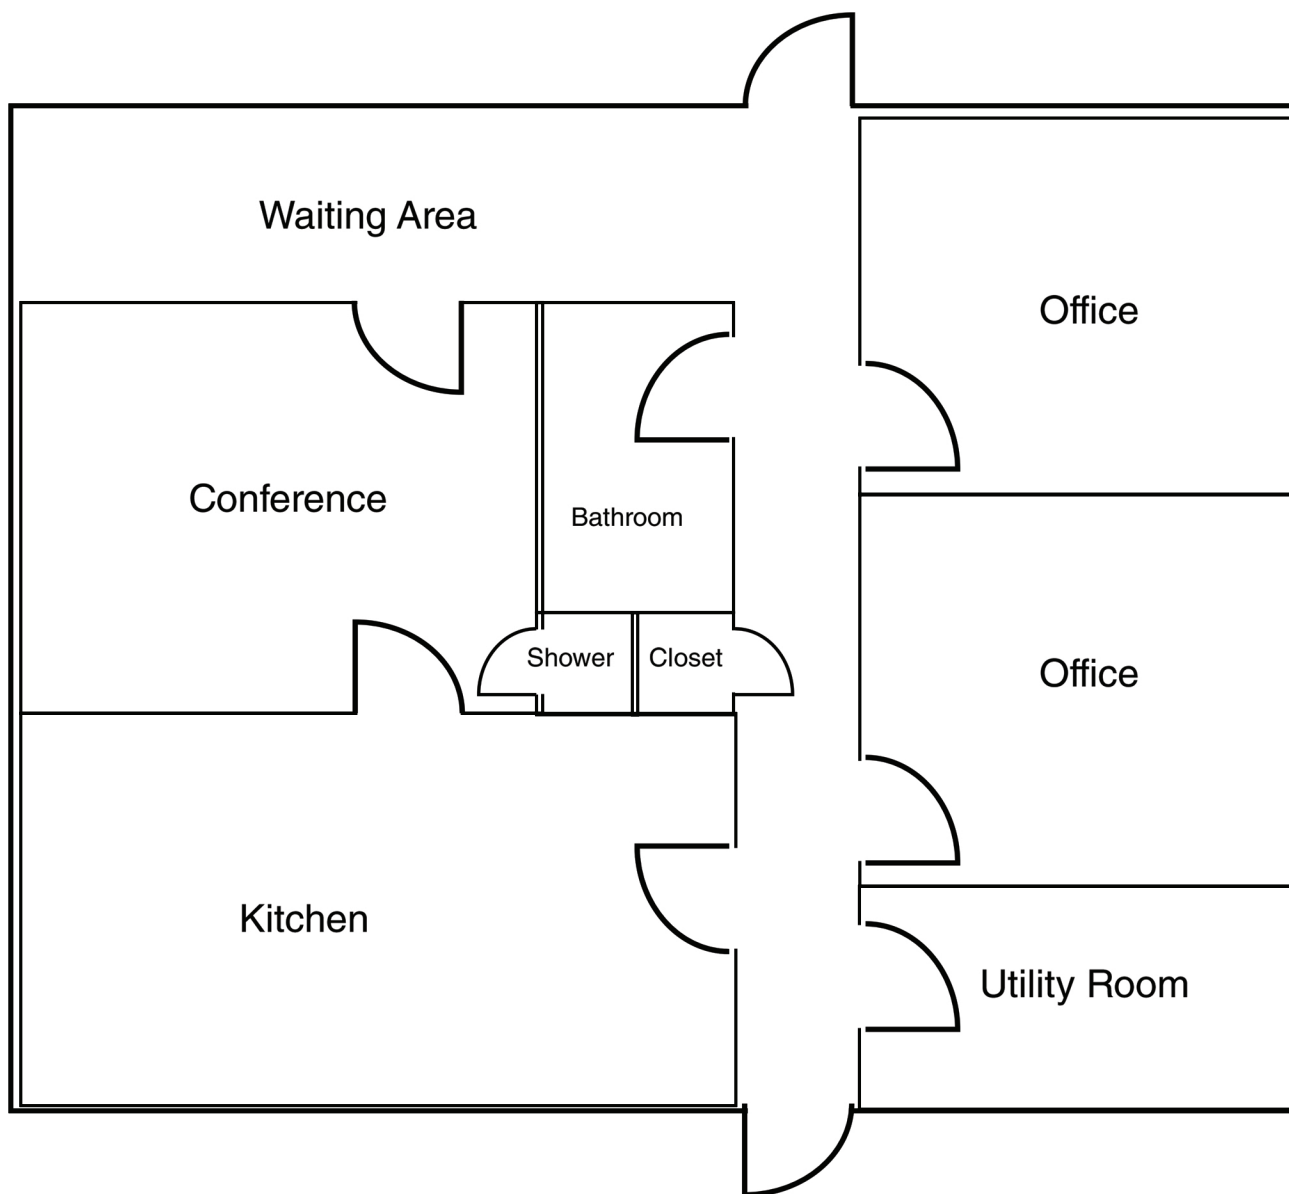 Waiting Area
Office
Conference
Bathroom
Shower
Closet
Office
Kitchen
Utility Room